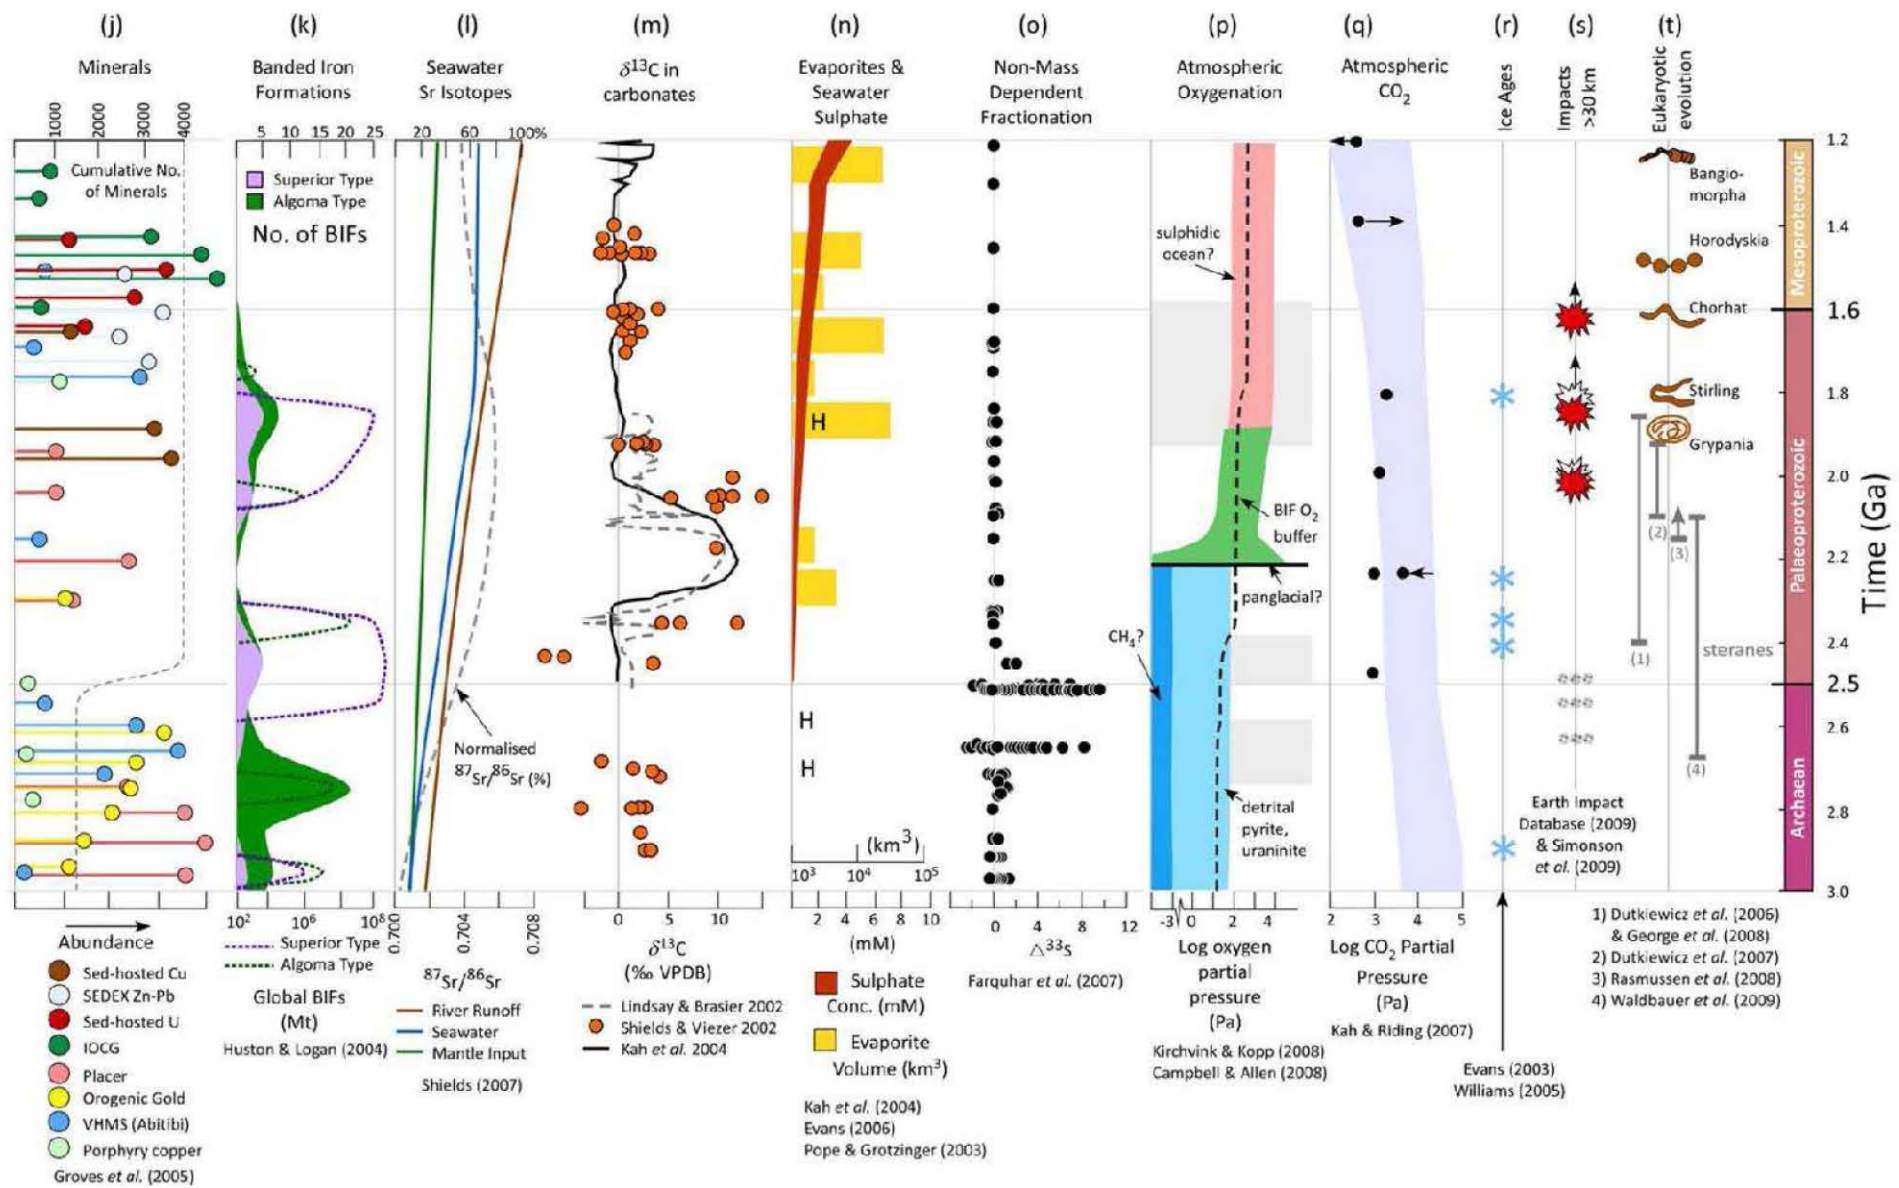 (j)
(k)
(l)
(m)
(n)
(o)
(p)
(q)
(r)
(s)
(t)
Minerals
1000
2000
3000
4000
Cumulative No.
of Minerals
Abundance
Sed-hosted Cu
SEDEX Zn-Pb
Sed-hosted U
IOCG
Placer
Orogenic Gold
VHMS (Abitibi)
Porphyry copper
Groves et al. (2005)
Banded Iron
Formations
5 10 15 20 25
Superior Type
Algoma Type
No. of BIFs
10² 10⁶ 10⁸
Superior Type
Algoma Type
Global BIFs
(Mt)
Huston & Logan (2004)
Seawater
Sr Isotopes
20 60 100%
Normalised
⁸⁷Sr/⁸⁶Sr (%)
0.700
0.704
0.708
⁸⁷Sr/⁸⁶Sr
River Runoff
Seawater
Mantle Input
Shields (2007)
δ¹³C in
carbonates
0 5 10
δ¹³C
(‰ VPDB)
Lindsay & Brasier 2002
Shields & Viezer 2002
Kah et al. 2004
Evaporites &
Seawater
Sulphate
H
H
H
(km³)
10³ 10⁴ 10⁵
2 4 6 8 10
(mM)
Sulphate
Conc. (mM)
Evaporite
Volume (km³)
Kah et al. (2004)
Evans (2006)
Pope & Grotzinger (2003)
Non-Mass
Dependent
Fractionation
0 4 8 12
△³³S
Farquhar et al. (2007)
Atmospheric
Oxygenation
sulphidic
ocean?
BIF O₂
buffer
panglacial?
CH₄?
detrital
pyrite,
uraninite
-3 0 2 4
Log oxygen
partial
pressure
(Pa)
Kirchvink & Kopp (2008)
Campbell & Allen (2008)
Atmospheric
CO₂
2 3 4 5
Log CO₂ Partial
Pressure
(Pa)
Kah & Riding (2007)
Ice Ages
Evans (2003)
Williams (2005)
Impacts
>30 km
Earth Impact
Database (2009)
& Simonson
et al. (2009)
Eukaryotic
evolution
Bangio-
morpha
Horodyskia
Chorhat
Stirling
Grypania
(2)
(3)
(1)
steranes
(4)
1) Dutkiewicz et al. (2006)
& George et al. (2008)
2) Dutkiewicz et al. (2007)
3) Rasmussen et al. (2008)
4) Waldbauer et al. (2009)
Mesoproterozoic
Palaeoproterozoic
Archaean
1.2
1.4
1.6
1.8
2.0
2.2
2.4
2.5
2.6
2.8
3.0
Time (Ga)